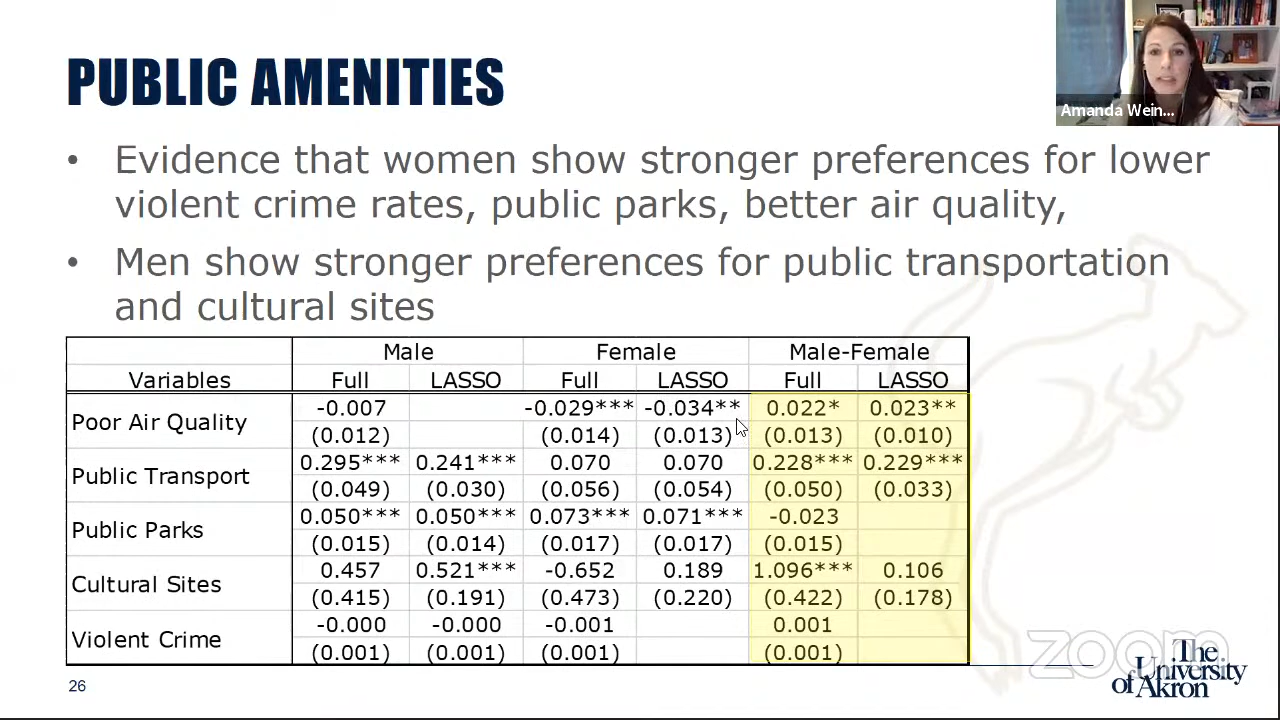 PUBLIC AMENITIES
Amanda Wein...
• Evidence that women show stronger preferences for lower
violent crime rates, public parks, better air quality,
• Men show stronger preferences for public transportation
and cultural sites
Male Female Male-Female
Variables Full LASSO Full LASSO Full LASSO
Poor Air Quality -0.007 -0.029*** -0.034** 0.022* 0.023**
(0.012) (0.014) (0.013) (0.013) (0.010)
Public Transport 0.295*** 0.241*** 0.070 0.070 0.228*** 0.229***
(0.049) (0.030) (0.056) (0.054) (0.050) (0.033)
Public Parks 0.050*** 0.050*** 0.073*** 0.071*** -0.023
(0.015) (0.014) (0.017) (0.017) (0.015)
Cultural Sites 0.457 0.521*** -0.652 0.189 1.096*** 0.106
(0.415) (0.191) (0.473) (0.220) (0.422) (0.178)
Violent Crime -0.000 -0.000 -0.001 0.001
(0.001) (0.001) (0.001) (0.001)
zoom
The
University
of Akron
26